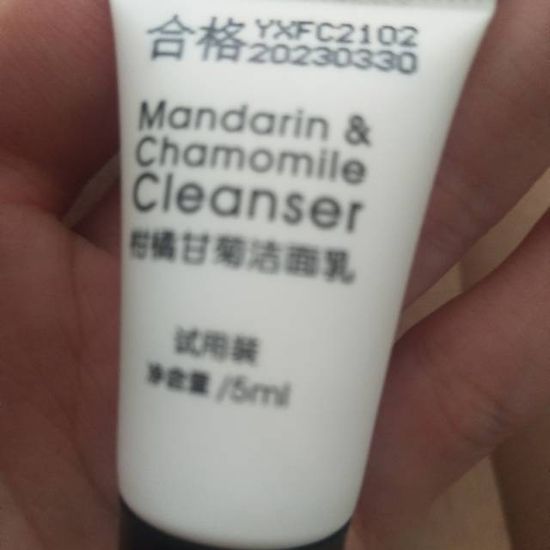 合格 YXFC2102
20230330
Mandarin &
Chamomile
Cleanser
柑橘甘菊洁面乳
试用装
净含量 /5ml